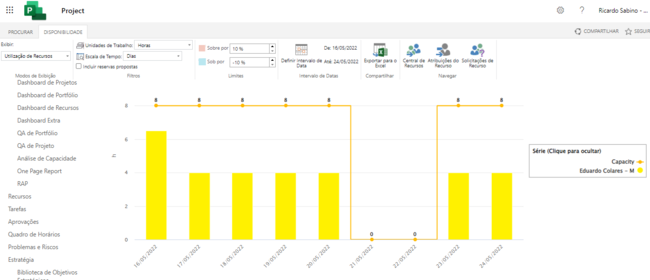 Project
Ricardo Sabino - ...
PROCURAR
DISPONIBILIDADE
COMPARTILHAR
SEGUIR
Exibir:
Utilização de Recursos
Modos de Exibição
Unidades de Trabalho: Horas
Escala de Tempo: Dias
Incluir reservas propostas
Filtros
Sobre por 10 %
Sob por -10 %
Limites
Definir Intervalo de Data
De: 16/05/2022
Até: 24/05/2022
Intervalo de Datas
Exportar para o Excel
Compartilhar
Central de Recursos
Atribuições do Recurso
Solicitações de Recurso
Navegar
Dashboard de Projetos
Dashboard de Portfólio
Dashboard de Recursos
Dashboard Extra
QA de Portfólio
QA de Projeto
Análise de Capacidade
One Page Report
RAP
Recursos
Tarefas
Aprovações
Quadro de Horários
Problemas e Riscos
Estratégia
Biblioteca de Objetivos
Estratégicos
8 8 8 8 8 0 0 8 8
8
6
4
2
0
h
16/05/2022
17/05/2022
18/05/2022
19/05/2022
20/05/2022
21/05/2022
22/05/2022
23/05/2022
24/05/2022
Série (Clique para ocultar)
Capacity
Eduardo Colares - M